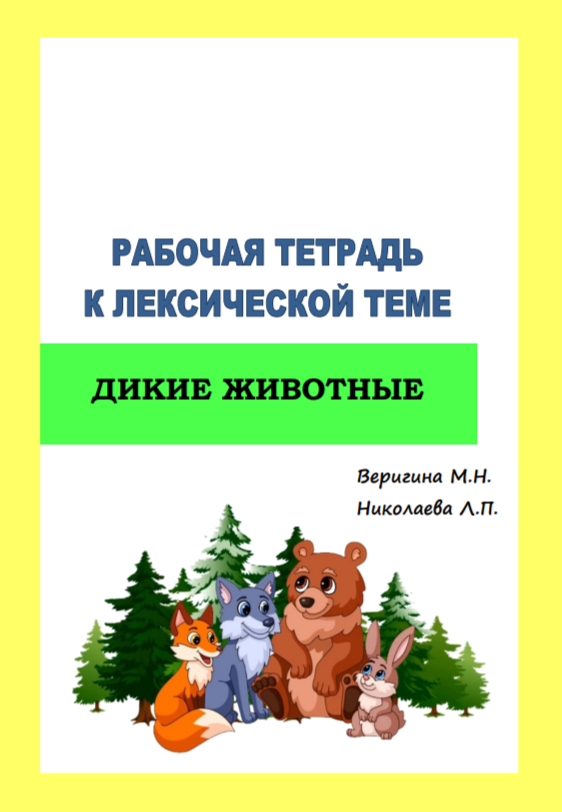 РАБОЧАЯ ТЕТРАДЬ
К ЛЕКСИЧЕСКОЙ ТЕМЕ
ДИКИЕ ЖИВОТНЫЕ
Веригина М.Н.
Николаева Л.П.